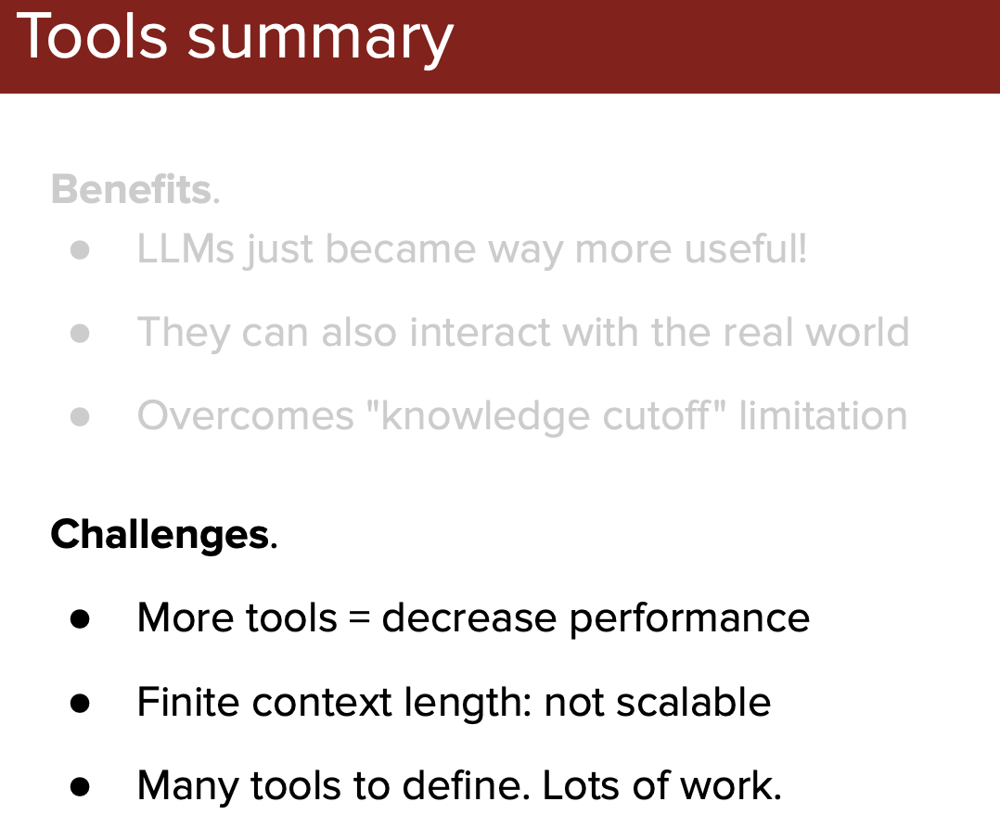 Tools summary
Benefits.
● LLMs just became way more useful!
● They can also interact with the real world
● Overcomes "knowledge cutoff" limitation
Challenges.
● More tools = decrease performance
● Finite context length: not scalable
● Many tools to define. Lots of work.